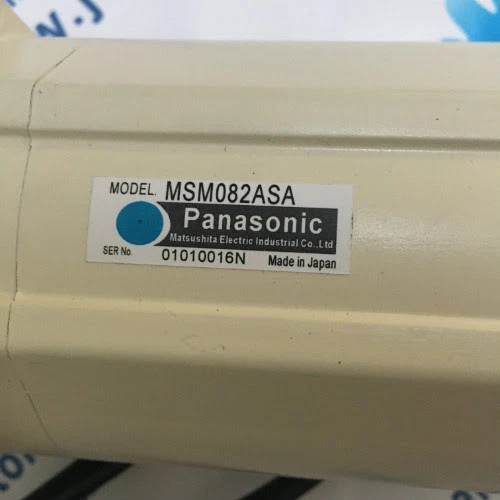 MODEL. MSM082ASA
Panasonic
Matsushita Electric Industrial Co.,Ltd
SER No. 01010016N Made in Japan